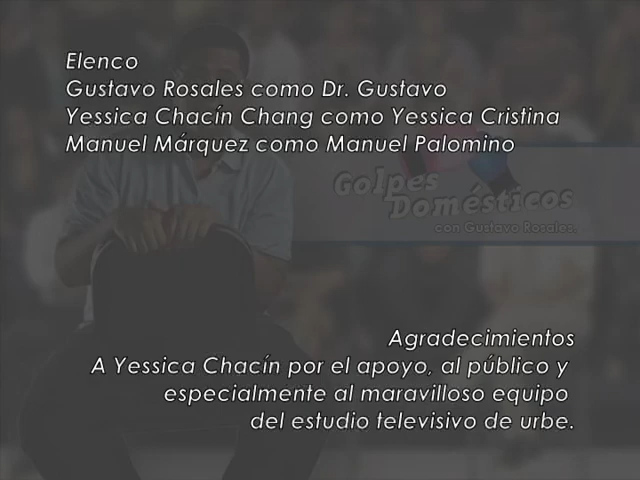 Elenco
Gustavo Rosales como Dr. Gustavo
Yessica Chacín Chang como Yessica Cristina
Manuel Márquez como Manuel Palomino
Golpes
Domésticos
con Gustavo Rosales.
Agradecimientos
A Yessica Chacín por el apoyo, al público y
especialmente al maravilloso equipo
del estudio televisivo de urbe.